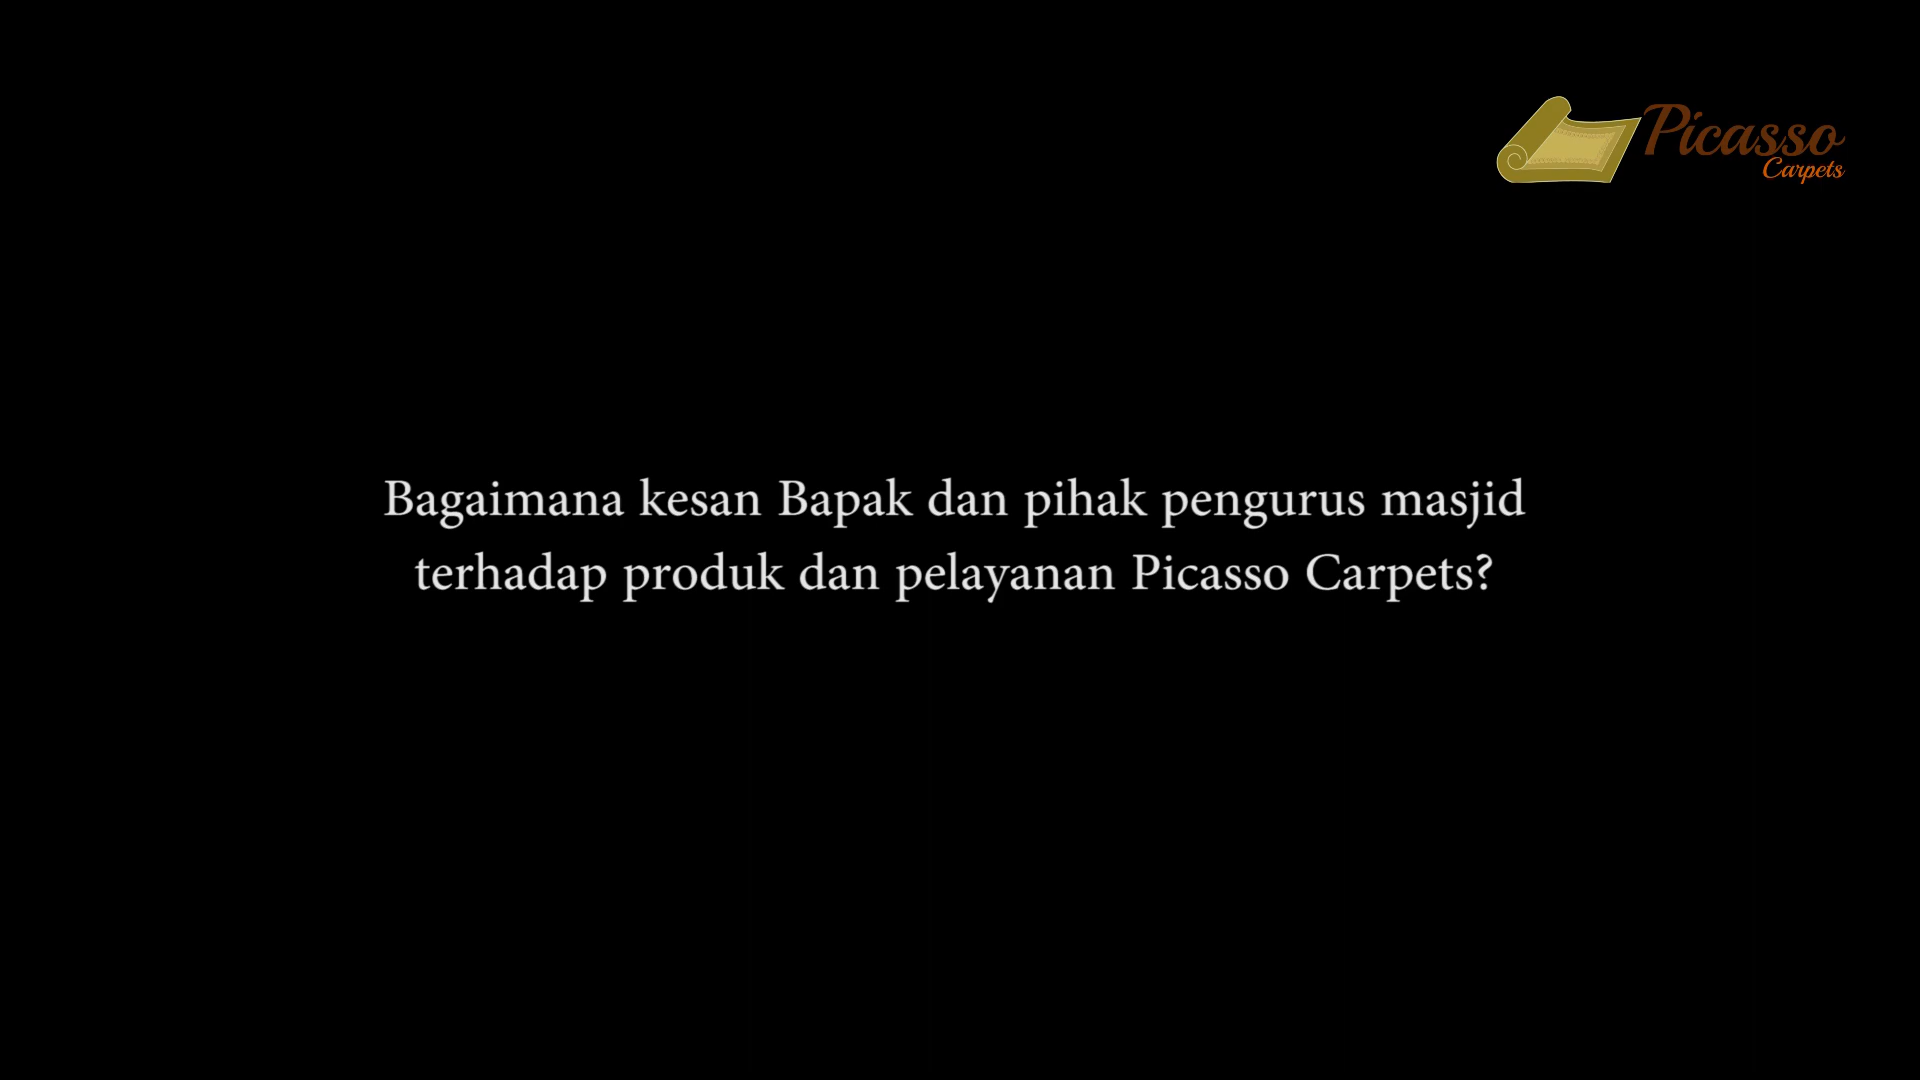 Picasso
Carpets
Bagaimana kesan Bapak dan pihak pengurus masjid
terhadap produk dan pelayanan Picasso Carpets?